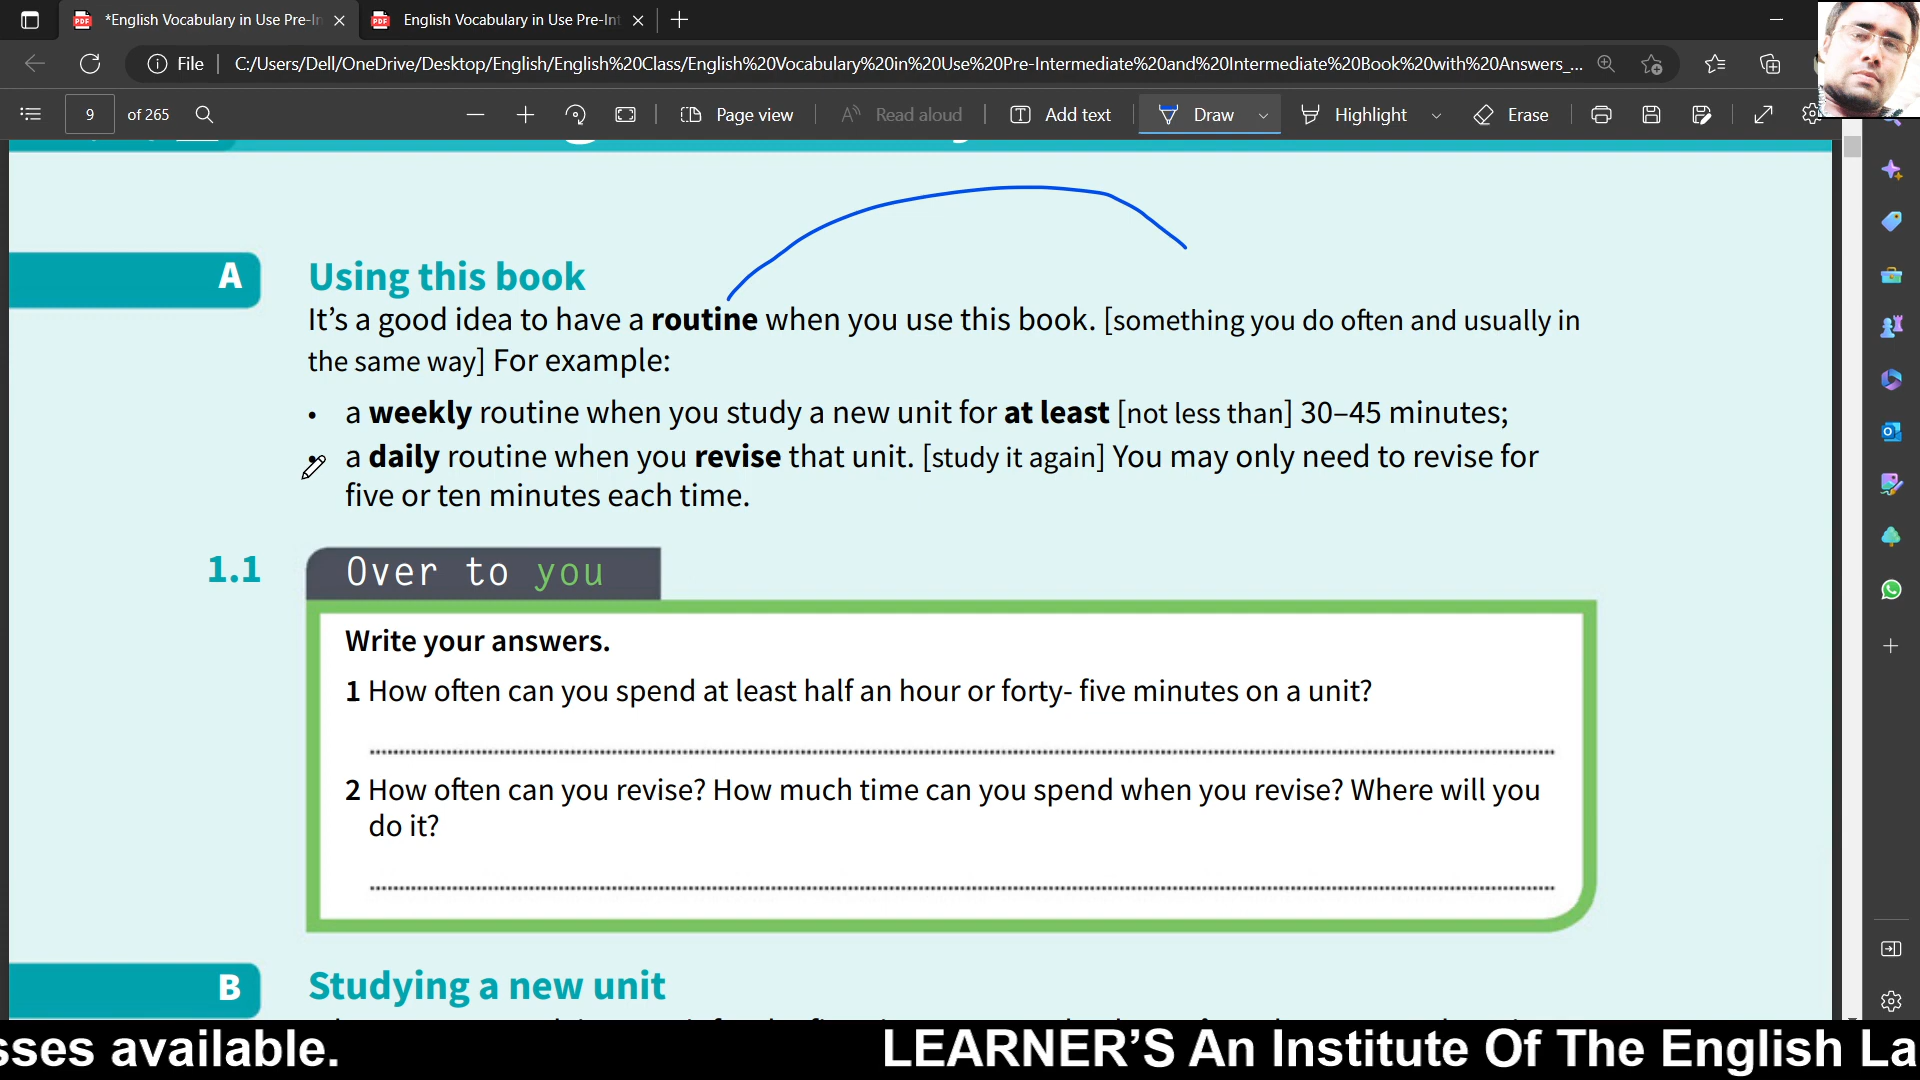 *English Vocabulary in Use Pre-In
English Vocabulary in Use Pre-Int
File
C:/Users/Dell/OneDrive/Desktop/English/English%20Class/English%20Vocabulary%20in%20Use%20Pre-Intermediate%20and%20Intermediate%20Book%20with%20Answers_...
9 of 265 Page view Read aloud Add text Draw Highlight Erase
A Using this book
It’s a good idea to have a routine when you use this book. [something you do often and usually in
the same way] For example:
• a weekly routine when you study a new unit for at least [not less than] 30–45 minutes;
• a daily routine when you revise that unit. [study it again] You may only need to revise for
five or ten minutes each time.
1.1 Over to you
Write your answers.
1 How often can you spend at least half an hour or forty- five minutes on a unit?
2 How often can you revise? How much time can you spend when you revise? Where will you
do it?
B Studying a new unit
sses available. LEARNER’S An Institute Of The English La